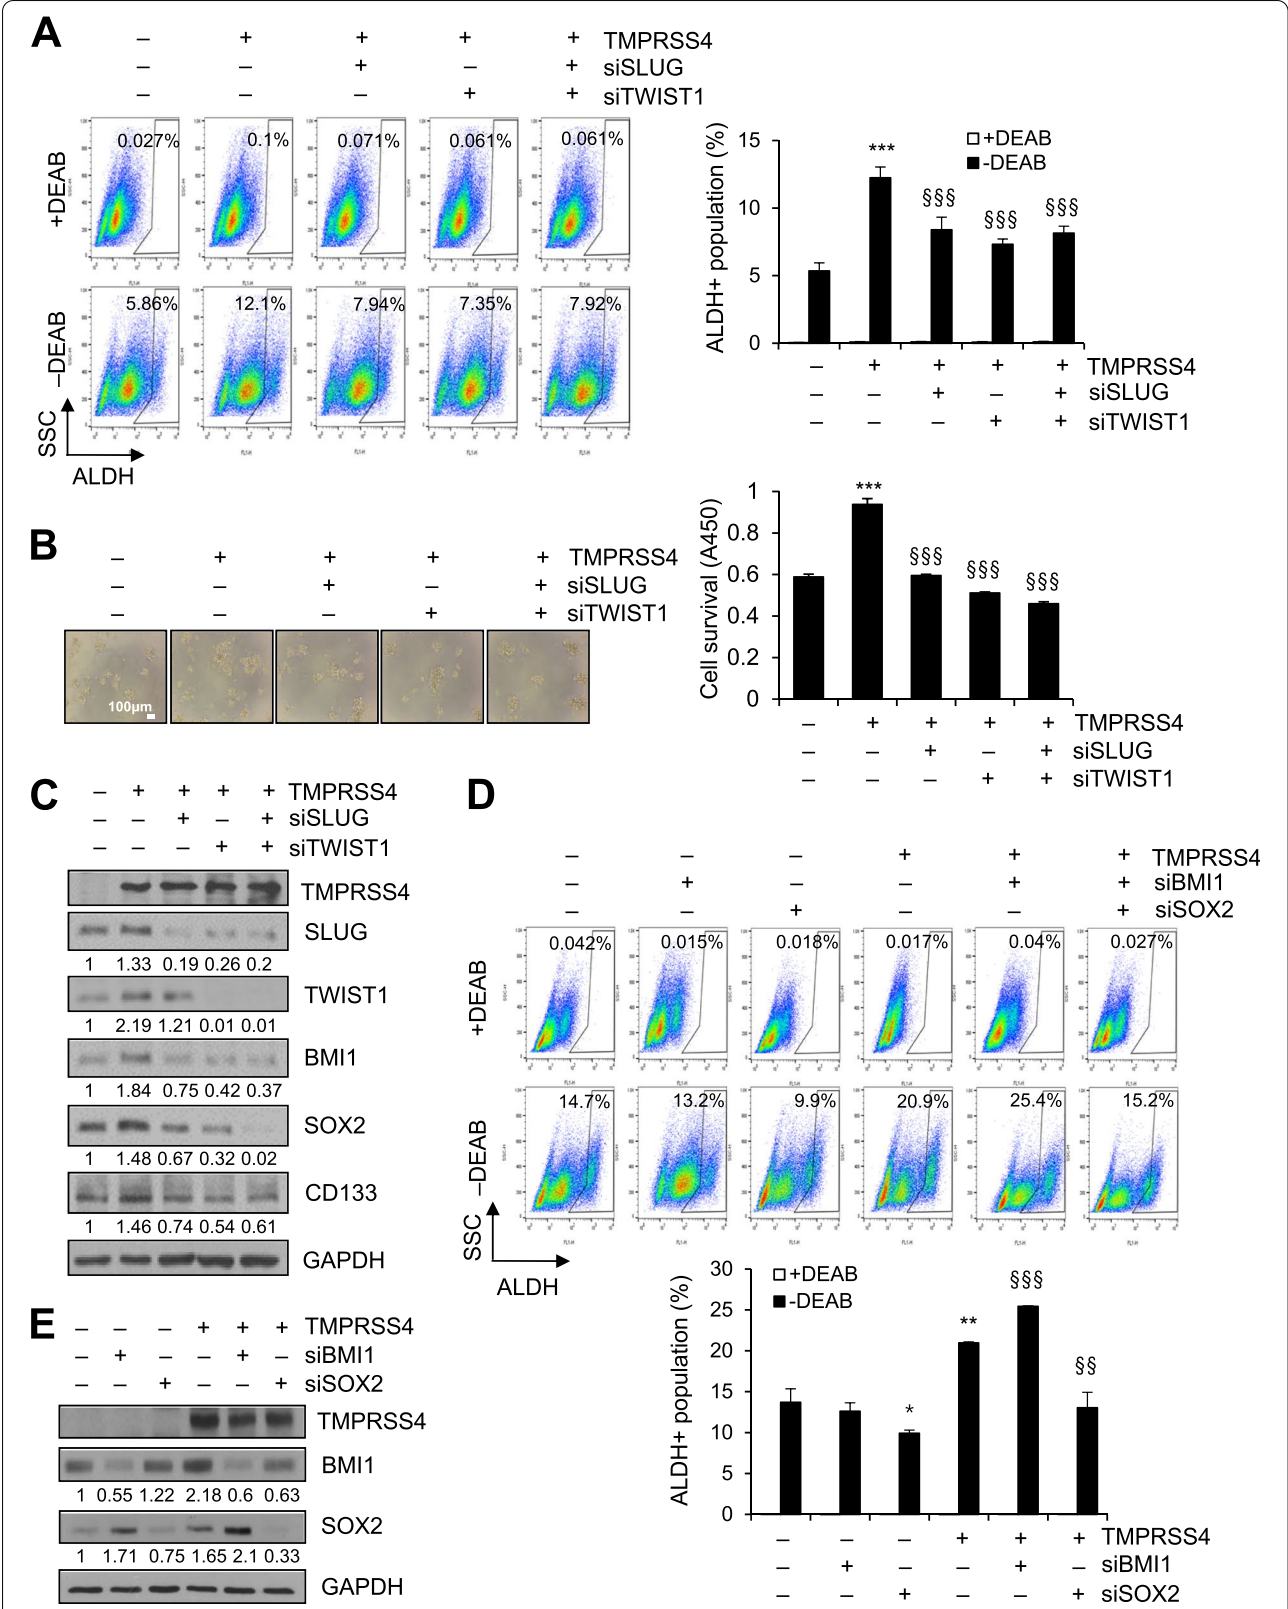 A
– + + + + TMPRSS4
– – + – + siSLUG
– – – + + siTWIST1
+DEAB
0.027% 0.1% 0.071% 0.061% 0.061%
–DEAB
5.86% 12.1% 7.94% 7.35% 7.92%
SSC
ALDH
ALDH+ population (%)
15
10
5
0
+DEAB
-DEAB
***
§§§
§§§
§§§
– + + + + TMPRSS4
– – + – + siSLUG
– – – + + siTWIST1
B
– + + + + TMPRSS4
– – + – + siSLUG
– – – + + siTWIST1
100µm
Cell survival (A450)
1
0.8
0.6
0.4
0.2
0
***
§§§
§§§
§§§
– + + + + TMPRSS4
– – + – + siSLUG
– – – + + siTWIST1
C
– + + + + TMPRSS4
– – + – + siSLUG
– – – + + siTWIST1
TMPRSS4
SLUG
1 1.33 0.19 0.26 0.2
TWIST1
1 2.19 1.21 0.01 0.01
BMI1
1 1.84 0.75 0.42 0.37
SOX2
1 1.48 0.67 0.32 0.02
CD133
1 1.46 0.74 0.54 0.61
GAPDH
D
– – – + + + TMPRSS4
– + – – + + siBMI1
– – + – – + siSOX2
+DEAB
0.042% 0.015% 0.018% 0.017% 0.04% 0.027%
–DEAB
14.7% 13.2% 9.9% 20.9% 25.4% 15.2%
SSC
ALDH
ALDH+ population (%)
30
25
20
15
10
5
0
+DEAB
-DEAB
*
**
§§§
§§
– – – + + + TMPRSS4
– + – – + – siBMI1
– – + – – + siSOX2
E
– – – + + + TMPRSS4
– + – – + – siBMI1
– – + – – + siSOX2
TMPRSS4
BMI1
1 0.55 1.22 2.18 0.6 0.63
SOX2
1 1.71 0.75 1.65 2.1 0.33
GAPDH